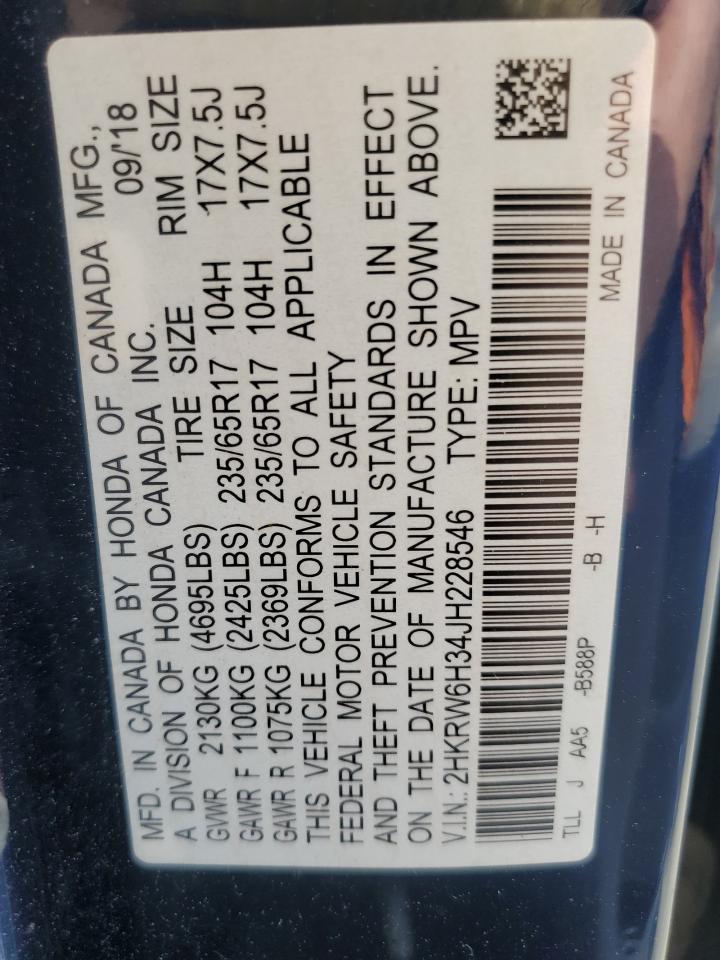 MFD. IN CANADA BY HONDA OF CANADA MFG.,
A DIVISION OF HONDA CANADA INC. 09/'18
TIRE SIZE RIM SIZE
GVWR 2130KG (4695LBS)
GAWR F 1100KG (2425LBS) 235/65R17 104H 17X7.5J
GAWR R 1075KG (2369LBS) 235/65R17 104H 17X7.5J
THIS VEHICLE CONFORMS TO ALL APPLICABLE
FEDERAL MOTOR VEHICLE SAFETY
AND THEFT PREVENTION STANDARDS IN EFFECT
ON THE DATE OF MANUFACTURE SHOWN ABOVE.
V.I.N.: 2HKRW6H34JH228546 TYPE: MPV
TLL J AA5 -B588P -B -H
MADE IN CANADA